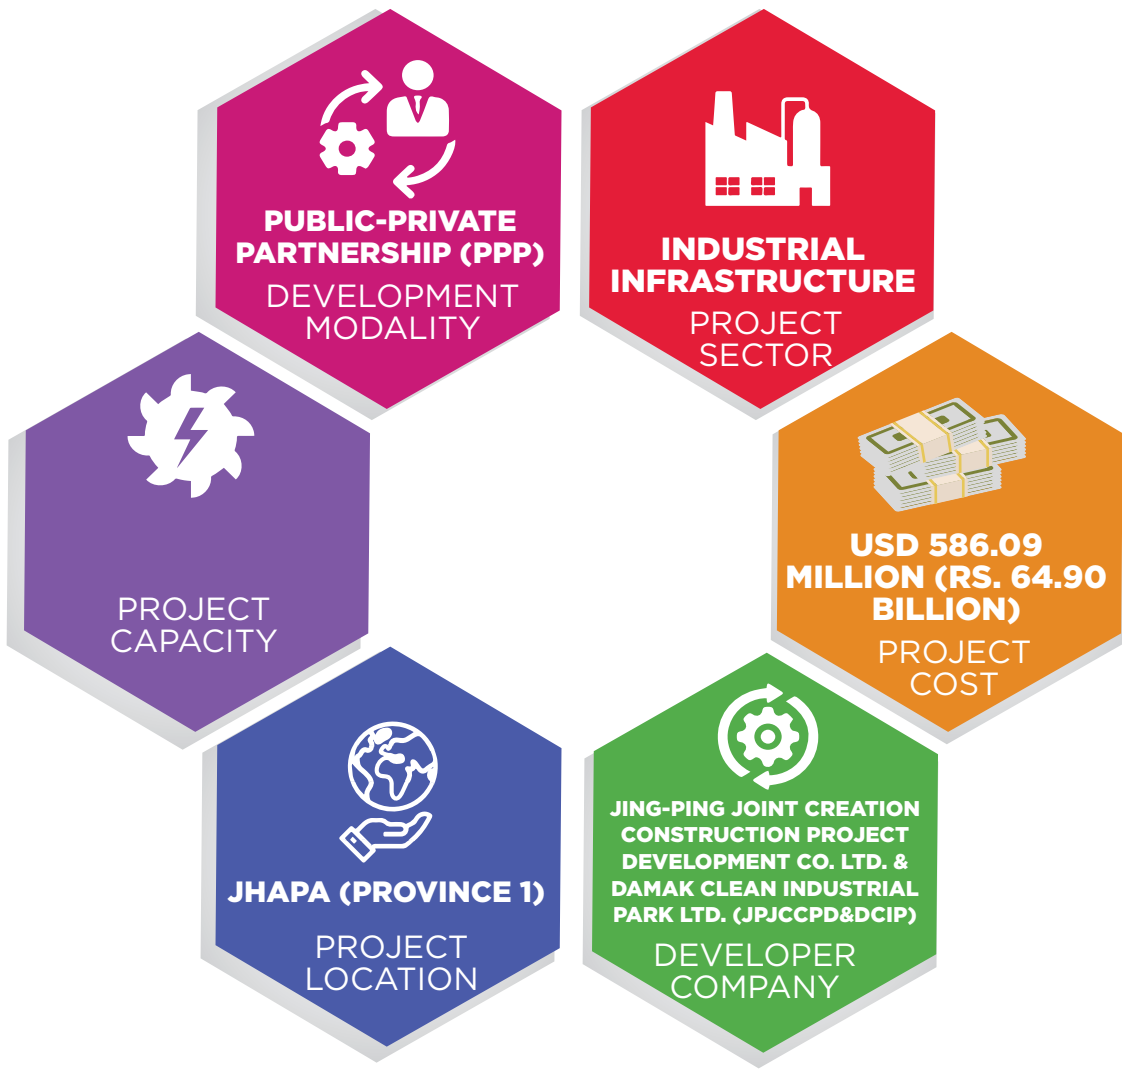 PUBLIC-PRIVATE
PARTNERSHIP (PPP)
DEVELOPMENT
MODALITY
INDUSTRIAL
INFRASTRUCTURE
PROJECT
SECTOR
PROJECT
CAPACITY
USD 586.09
MILLION (RS. 64.90
BILLION)
PROJECT
COST
JHAPA (PROVINCE 1)
PROJECT
LOCATION
JING-PING JOINT CREATION
CONSTRUCTION PROJECT
DEVELOPMENT CO. LTD. &
DAMAK CLEAN INDUSTRIAL
PARK LTD. (JPJCCPD&DCIP)
DEVELOPER
COMPANY